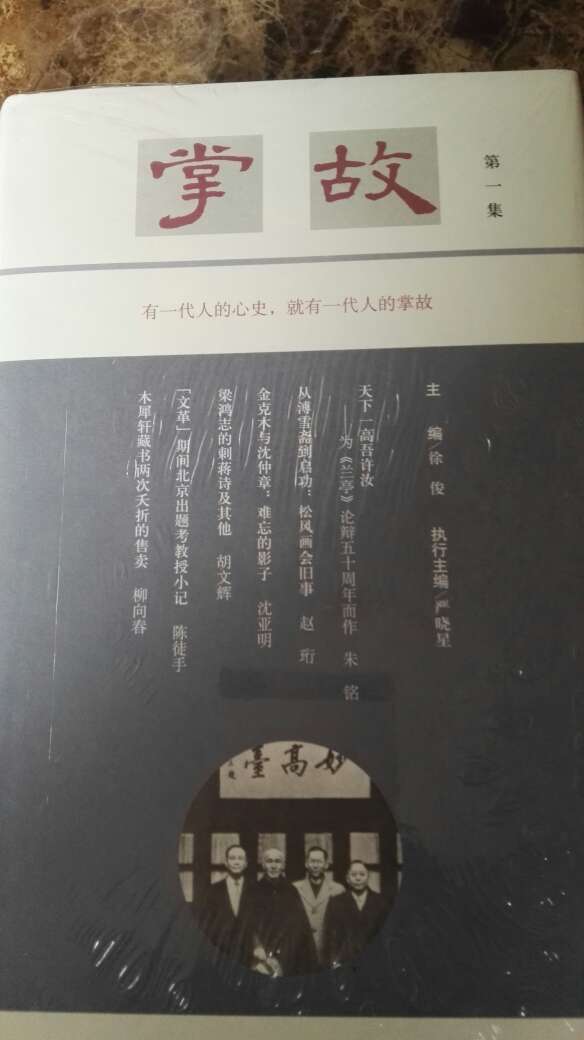 掌故
第一集
有一代人的心史，就有一代人的掌故
主 编 徐 俊 执行主编／严晓星
天下一高吾许汝
——为《兰亭》论辩五十周年而作 朱 铭
从溥雪斋到启功：松风画会旧事 赵 珩
金克木与沈仲章：难忘的影子 沈亚明
梁鸿志的刺蒋诗及其他 胡文辉
「文革」期间北京出题考教授小记 陈徒手
木犀轩藏书两次夭折的售卖 柳向春
妙高臺